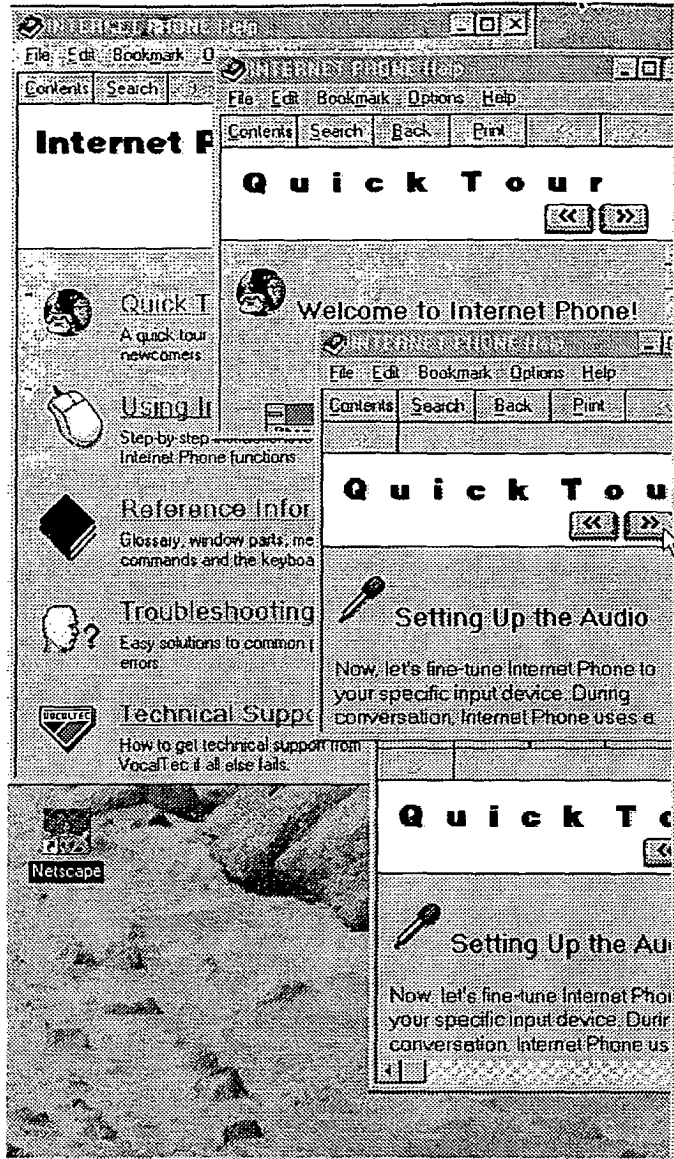 INTERNET PHONE Help
File Edit Bookmark O
Contents Search
Internet P
Quick T
A quick tour
newcomers
Using I
Step-by-step
Internet Phone functions
Reference Infor
Glossary, window parts, me
commands and the keyboa
Troubleshooting
Easy solutions to common
errors.
VOCALTEC
Technical Suppo
How to get technical support from
VocalTec if all else fails.
INTERNET PHONE Help
File Edit Bookmark Options Help
Contents Search Back Print << >>
Quick Tour
<< >>
Welcome to Internet Phone!
INTERNET PHONE Help
File Edit Bookmark Options Help
Contents Search Back Print
Quick Tou
<< >>
Setting Up the Audio
Now, let's fine-tune Internet Phone to
your specific input device. During
conversation, Internet Phone uses a
Quick To
<<
Setting Up the Au
Now, let's fine-tune Internet Phon
your specific input device. Durin
conversation, Internet Phone us
Netscape